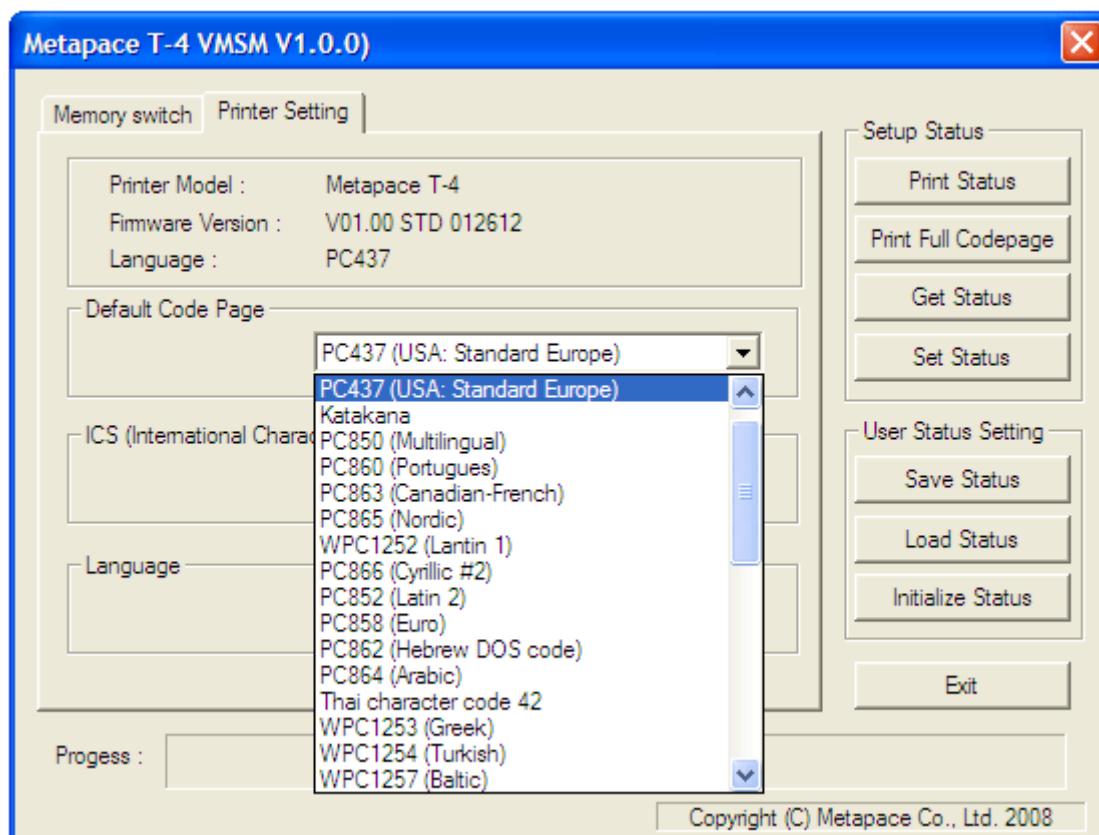 Metapace T-4 VMSM V1.0.0)
Memory switch
Printer Setting
Printer Model :
Metapace T-4
Firmware Version :
V01.00 STD 012612
Language :
PC437
Default Code Page
PC437 (USA: Standard Europe)
PC437 (USA: Standard Europe)
Katakana
PC850 (Multilingual)
PC860 (Portugues)
PC863 (Canadian-French)
PC865 (Nordic)
WPC1252 (Lantin 1)
PC866 (Cyrillic #2)
PC852 (Latin 2)
PC858 (Euro)
PC862 (Hebrew DOS code)
PC864 (Arabic)
Thai character code 42
WPC1253 (Greek)
WPC1254 (Turkish)
WPC1257 (Baltic)
ICS (International Charac
Language
Setup Status
Print Status
Print Full Codepage
Get Status
Set Status
User Status Setting
Save Status
Load Status
Initialize Status
Exit
Progess :
Copyright (C) Metapace Co., Ltd. 2008